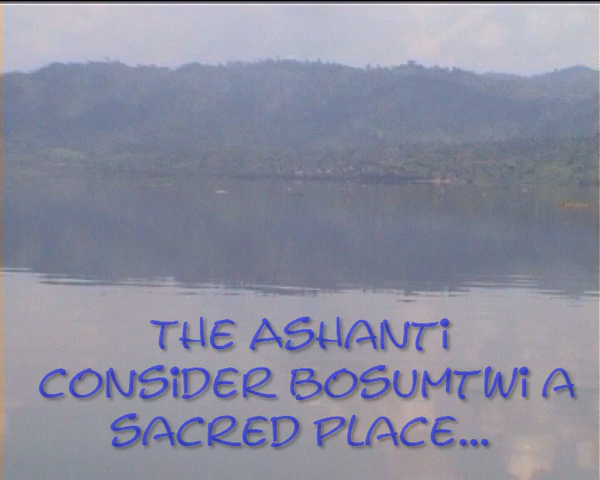 THE ASHANTI
CONSIDER BOSUMTWI A
SACRED PLACE...